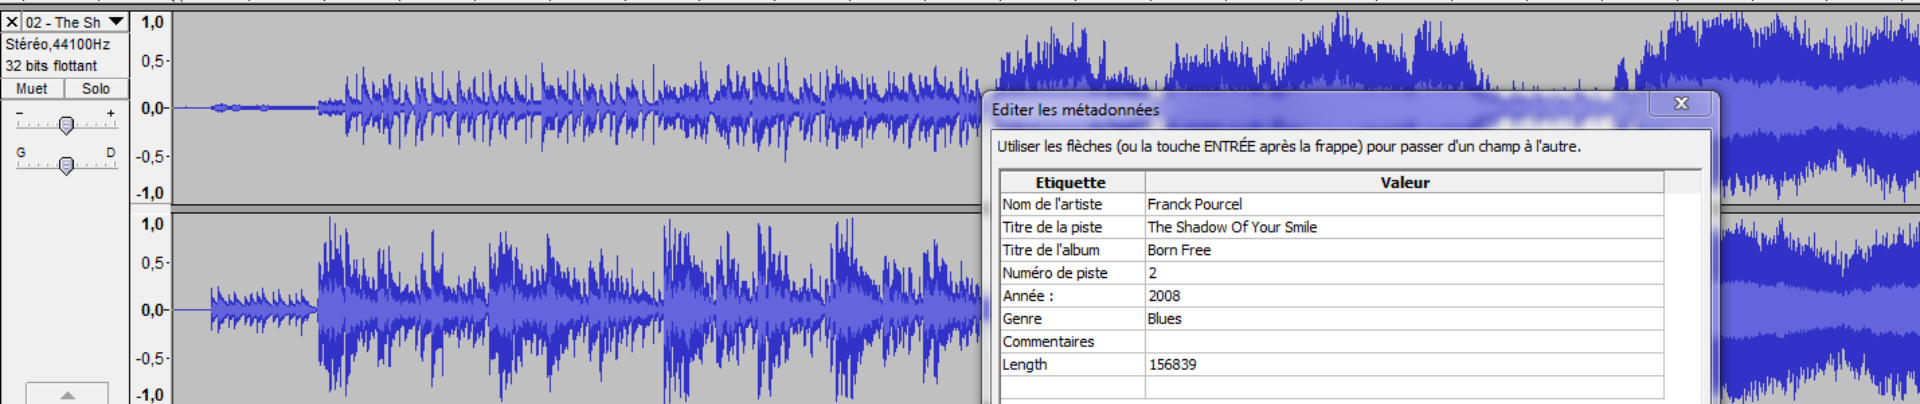 02 - The Sh
Stéréo,44100Hz
32 bits flottant
Muet Solo
- +
G D
1,0
0,5-
0,0-
-0,5-
-1,0
1,0
0,5-
0,0-
-0,5-
-1,0
Editer les métadonnées
Utiliser les flèches (ou la touche ENTRÉE après la frappe) pour passer d'un champ à l'autre.
Etiquette Valeur
Nom de l'artiste Franck Pourcel
Titre de la piste The Shadow Of Your Smile
Titre de l'album Born Free
Numéro de piste 2
Année : 2008
Genre Blues
Commentaires
Length 156839